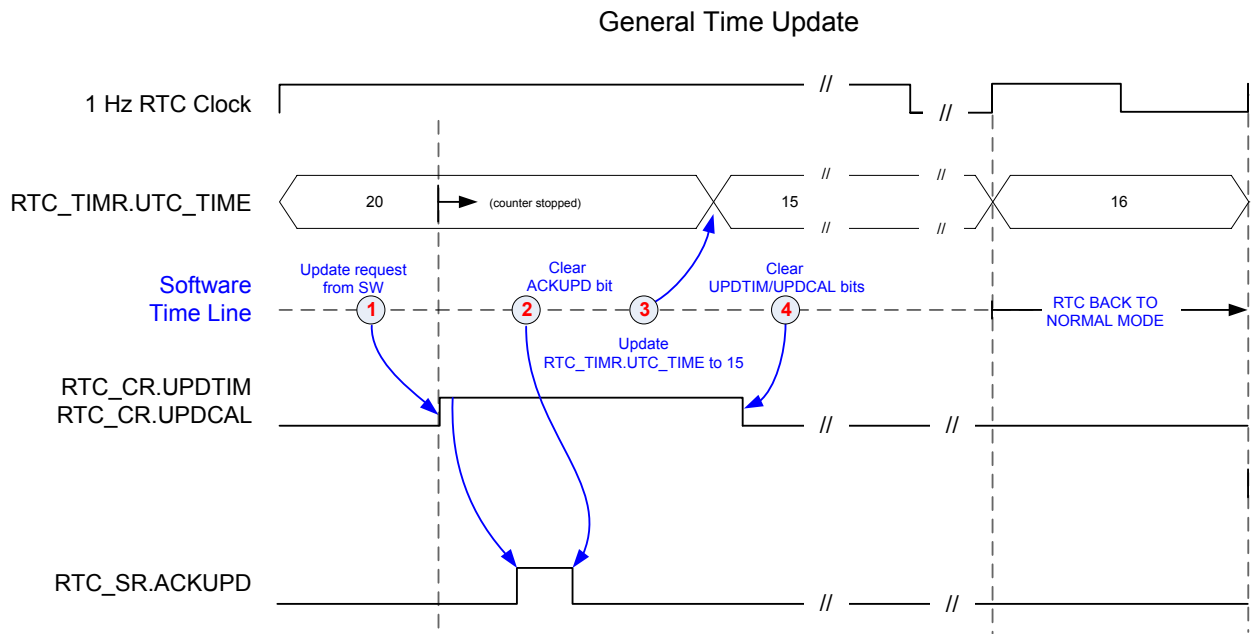 General Time Update
//
1 Hz RTC Clock
//
//
//
RTC_TIMR.UTC_TIME
20
(counter stopped)
15
16
//
//
Software
Time Line
Update request
from SW
Clear
ACKUPD bit
Clear
UPDTIM/UPDCAL bits
1
2
3
4
RTC BACK TO
NORMAL MODE
Update
RTC_TIMR.UTC_TIME to 15
RTC_CR.UPDTIM
RTC_CR.UPDCAL
//
//
RTC_SR.ACKUPD
//
//